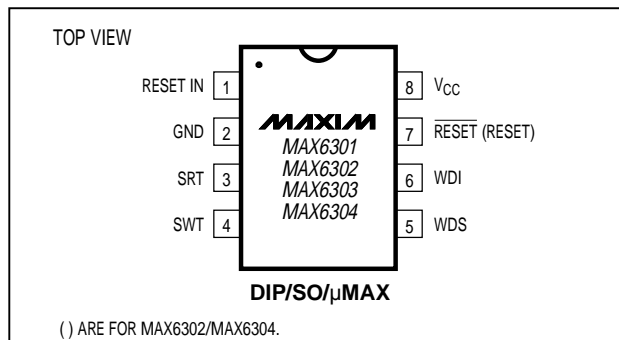 TOP VIEW
RESET IN 1
GND 2
SRT 3
SWT 4
MAXIM
MAX6301
MAX6302
MAX6303
MAX6304
8 VCC
7 RESET (RESET)
6 WDI
5 WDS
DIP/SO/µMAX
( ) ARE FOR MAX6302/MAX6304.